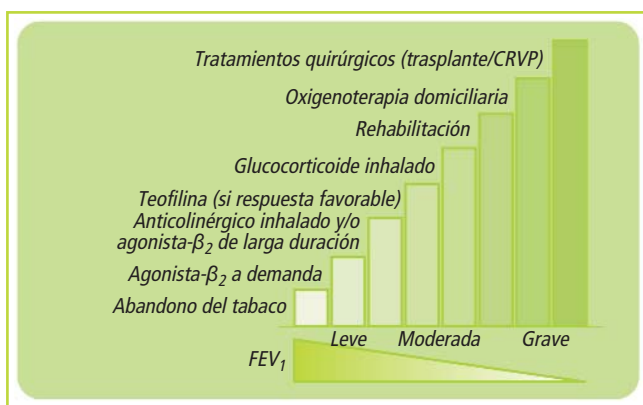 Tratamientos quirúrgicos (trasplante/CRVP)
Oxigenoterapia domiciliaria
Rehabilitación
Glucocorticoide inhalado
Teofilina (si respuesta favorable)
Anticolinérgico inhalado y/o
agonista-β₂ de larga duración
Agonista-β₂ a demanda
Abandono del tabaco
Leve Moderada Grave
FEV₁